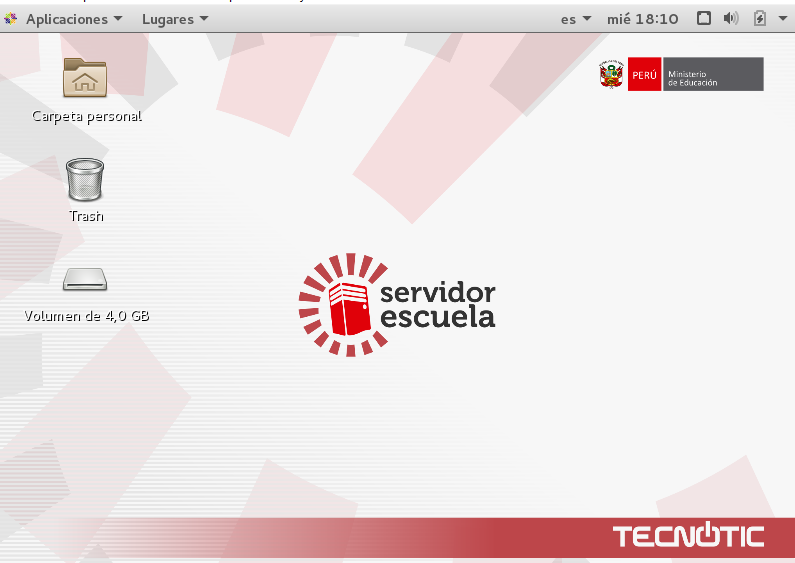 Aplicaciones Lugares es mié 18:10
PERÚ Ministerio
de Educación
Carpeta personal
Trash
Volumen de 4,0 GB
servidor
escuela
TECNOTIC